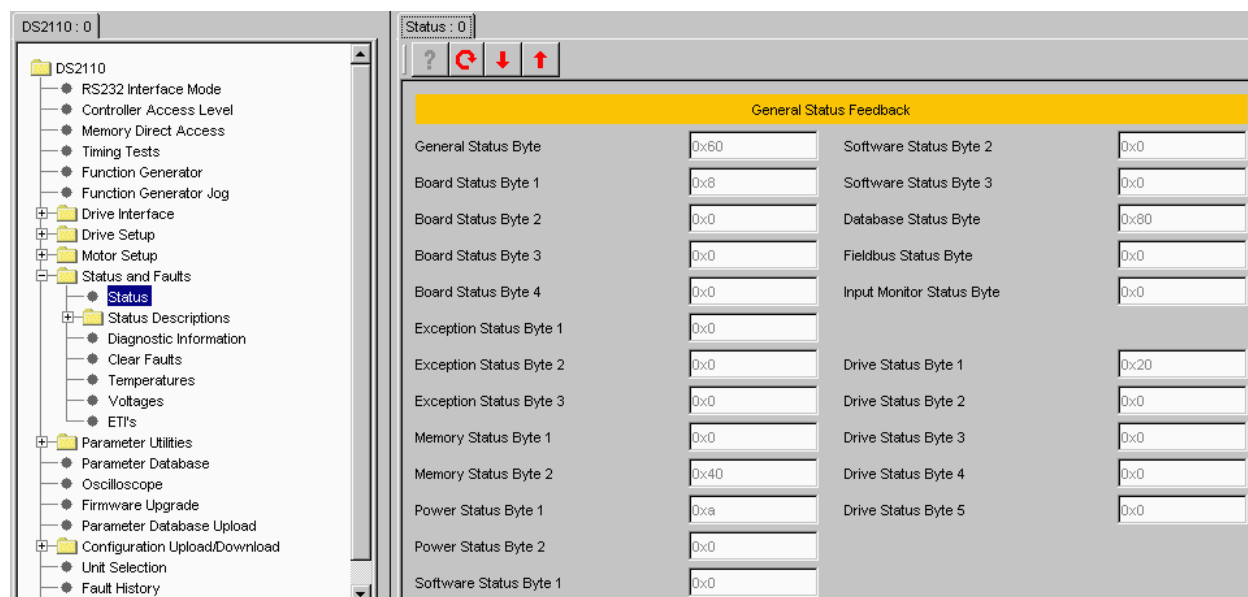 DS2110 : 0
DS2110
RS232 Interface Mode
Controller Access Level
Memory Direct Access
Timing Tests
Function Generator
Function Generator Jog
Drive Interface
Drive Setup
Motor Setup
Status and Faults
Status
Status Descriptions
Diagnostic Information
Clear Faults
Temperatures
Voltages
ETI's
Parameter Utilities
Parameter Database
Oscilloscope
Firmware Upgrade
Parameter Database Upload
Configuration Upload/Download
Unit Selection
Fault History
Status : 0
?
General Status Feedback
General Status Byte 0x60 Software Status Byte 2 0x0
Board Status Byte 1 0x8 Software Status Byte 3 0x0
Board Status Byte 2 0x0 Database Status Byte 0x80
Board Status Byte 3 0x0 Fieldbus Status Byte 0x0
Board Status Byte 4 0x0 Input Monitor Status Byte 0x0
Exception Status Byte 1 0x0
Exception Status Byte 2 0x0 Drive Status Byte 1 0x20
Exception Status Byte 3 0x0 Drive Status Byte 2 0x0
Memory Status Byte 1 0x0 Drive Status Byte 3 0x0
Memory Status Byte 2 0x40 Drive Status Byte 4 0x0
Power Status Byte 1 0xa Drive Status Byte 5 0x0
Power Status Byte 2 0x0
Software Status Byte 1 0x0